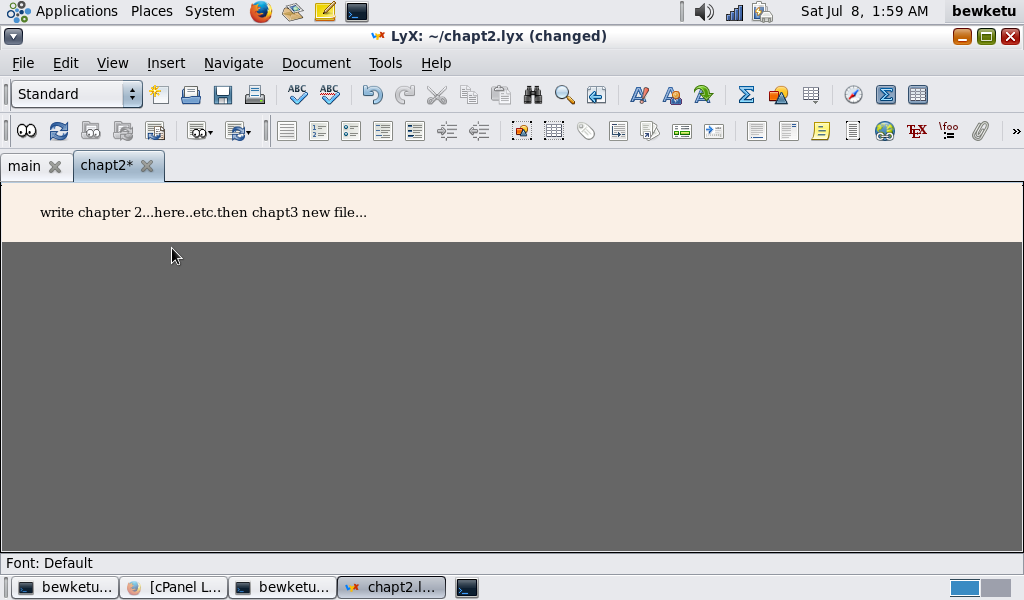 Applications Places System Sat Jul 8, 1:59 AM bewketu
LyX: ~/chapt2.lyx (changed)
File Edit View Insert Navigate Document Tools Help
Standard ABC ABC
TEX \foo != »
main chapt2*
write chapter 2...here..etc.then chapt3 new file...
Font: Default
bewketu... [cPanel L... bewketu... chapt2.l...